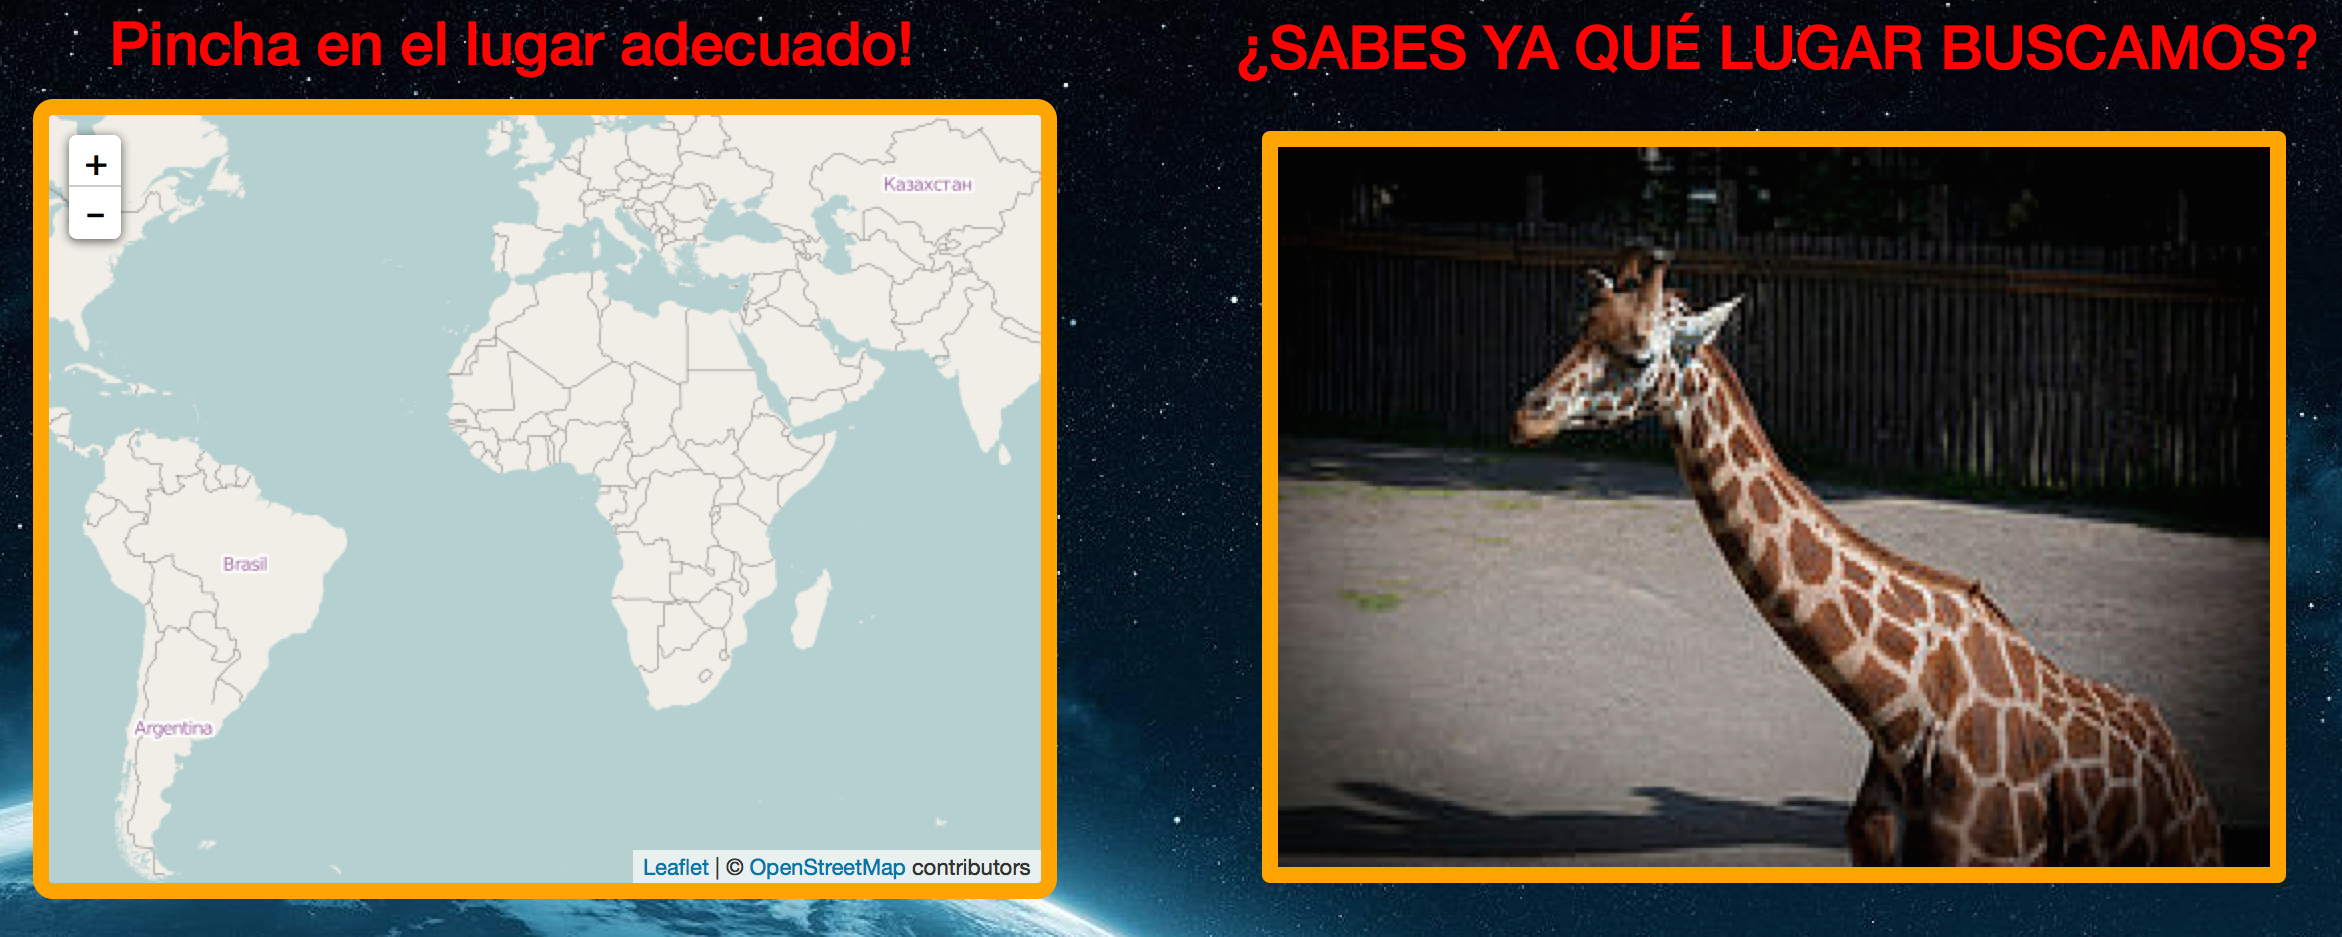 Pincha en el lugar adecuado!
¿SABES YA QUÉ LUGAR BUSCAMOS?
+
−
Казахстан
Brasil
Argentina
Leaflet | © OpenStreetMap contributors